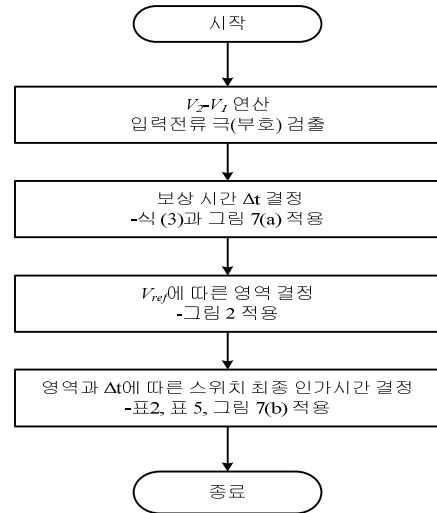 시작
V₂-V₁ 연산
입력전류 극(부호) 검출
보상 시간 Δt 결정
-식 (3)과 그림 7(a) 적용
V_ref에 따른 영역 결정
-그림 2 적용
영역과 Δt에 따른 스위치 최종 인가시간 결정
-표2, 표 5, 그림 7(b) 적용
종료